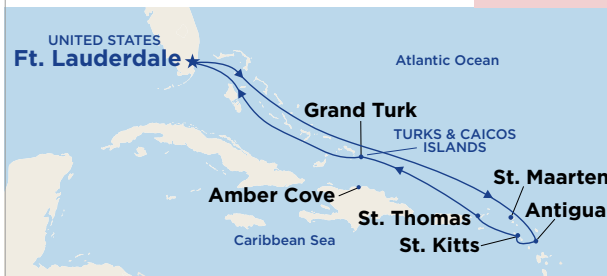 UNITED STATES
Ft. Lauderdale
Atlantic Ocean
Grand Turk
TURKS & CAICOS
ISLANDS
St. Maarten
Amber Cove
St. Thomas
Antigua
Caribbean Sea
St. Kitts